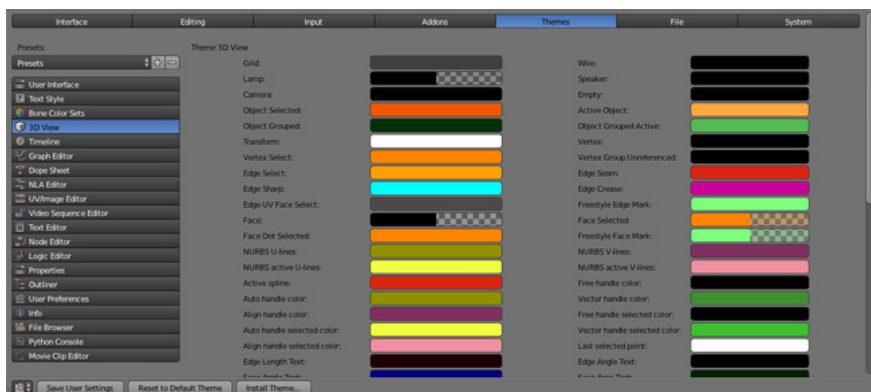 Interface Editing Input Addons Themes File System
Presets:
Presets
User Interface
Text Style
Bone Color Sets
3D View
Timeline
Graph Editor
Dope Sheet
NLA Editor
UV/Image Editor
Video Sequence Editor
Text Editor
Node Editor
Logic Editor
Properties
Outliner
User Preferences
Info
File Browser
Python Console
Movie Clip Editor
Theme 3D View
Grid:
Lamp:
Camera:
Object Selected:
Object Grouped:
Transform:
Vertex Select:
Edge Select:
Edge Sharp:
Edge UV Face Select:
Face:
Face Dot Selected:
NURBS U-lines:
NURBS active U-lines:
Active spline:
Auto handle color:
Align handle color:
Auto handle selected color:
Align handle selected color:
Edge Length Text:
Face Angle Text:
Wire:
Speaker:
Empty:
Active Object:
Object Grouped Active:
Vertex:
Vertex Group Unreferenced:
Edge Seam:
Edge Crease:
Freestyle Edge Mark:
Face Selected:
Freestyle Face Mark:
NURBS V-lines:
NURBS active V-lines:
Free handle color:
Vector handle color:
Free handle selected color:
Vector handle selected color:
Last selected point:
Edge Angle Text:
Face Area Text:
Save User Settings Reset to Default Theme Install Theme...